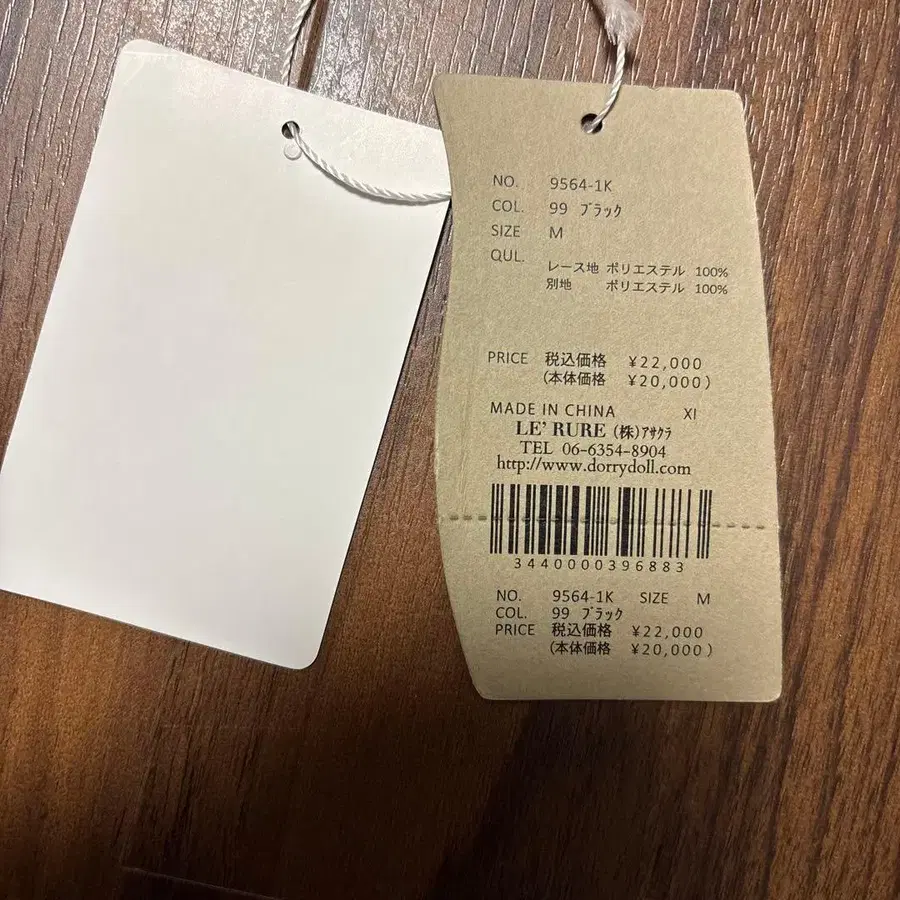 NO. 9564-1K
COL. 99 ブラック
SIZE M
QUL.
レース地 ポリエステル 100%
別地 ポリエステル 100%
PRICE 税込価格 ¥22,000
(本体価格 ¥20,000)
MADE IN CHINA XI
LE' RURE (株)アサクラ
TEL 06-6354-8904
http://www.dorrydoll.com
3440000396883
NO. 9564-1K SIZE M
COL. 99 ブラック
PRICE 税込価格 ¥22,000
(本体価格 ¥20,000)